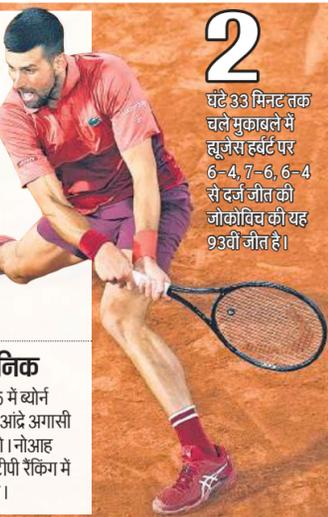 2
घंटे 33 मिनट तक
चले मुकाबले में
ह्यूजेस हर्बर्ट पर
6-4, 7-6, 6-4
से दर्ज जीत की
जोकोविच की यह
93वीं जीत है।
निक
में ब्योर्न
आंद्रे अगासी
। नोआह
टीपी रैंकिंग में
।